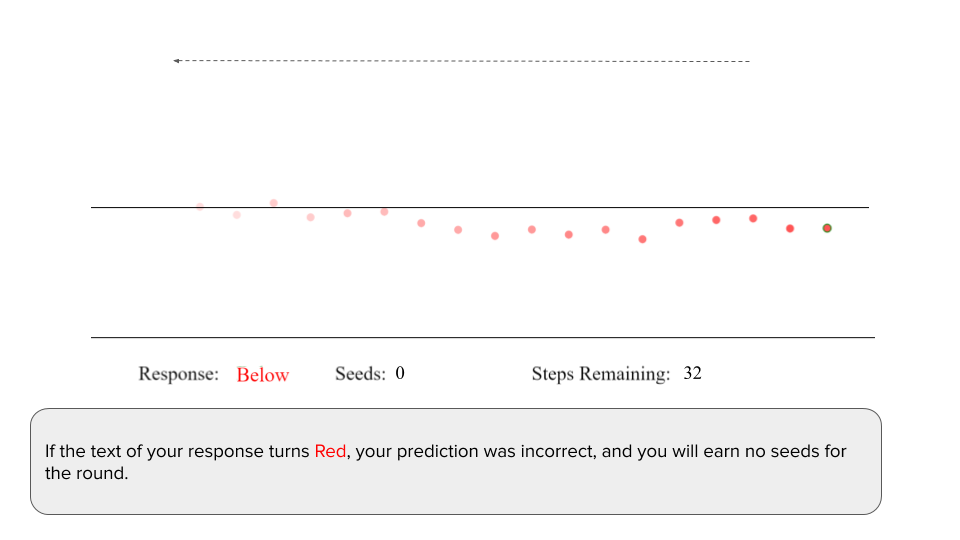 Response: Below Seeds: 0 Steps Remaining: 32
If the text of your response turns Red, your prediction was incorrect, and you will earn no seeds for
the round.